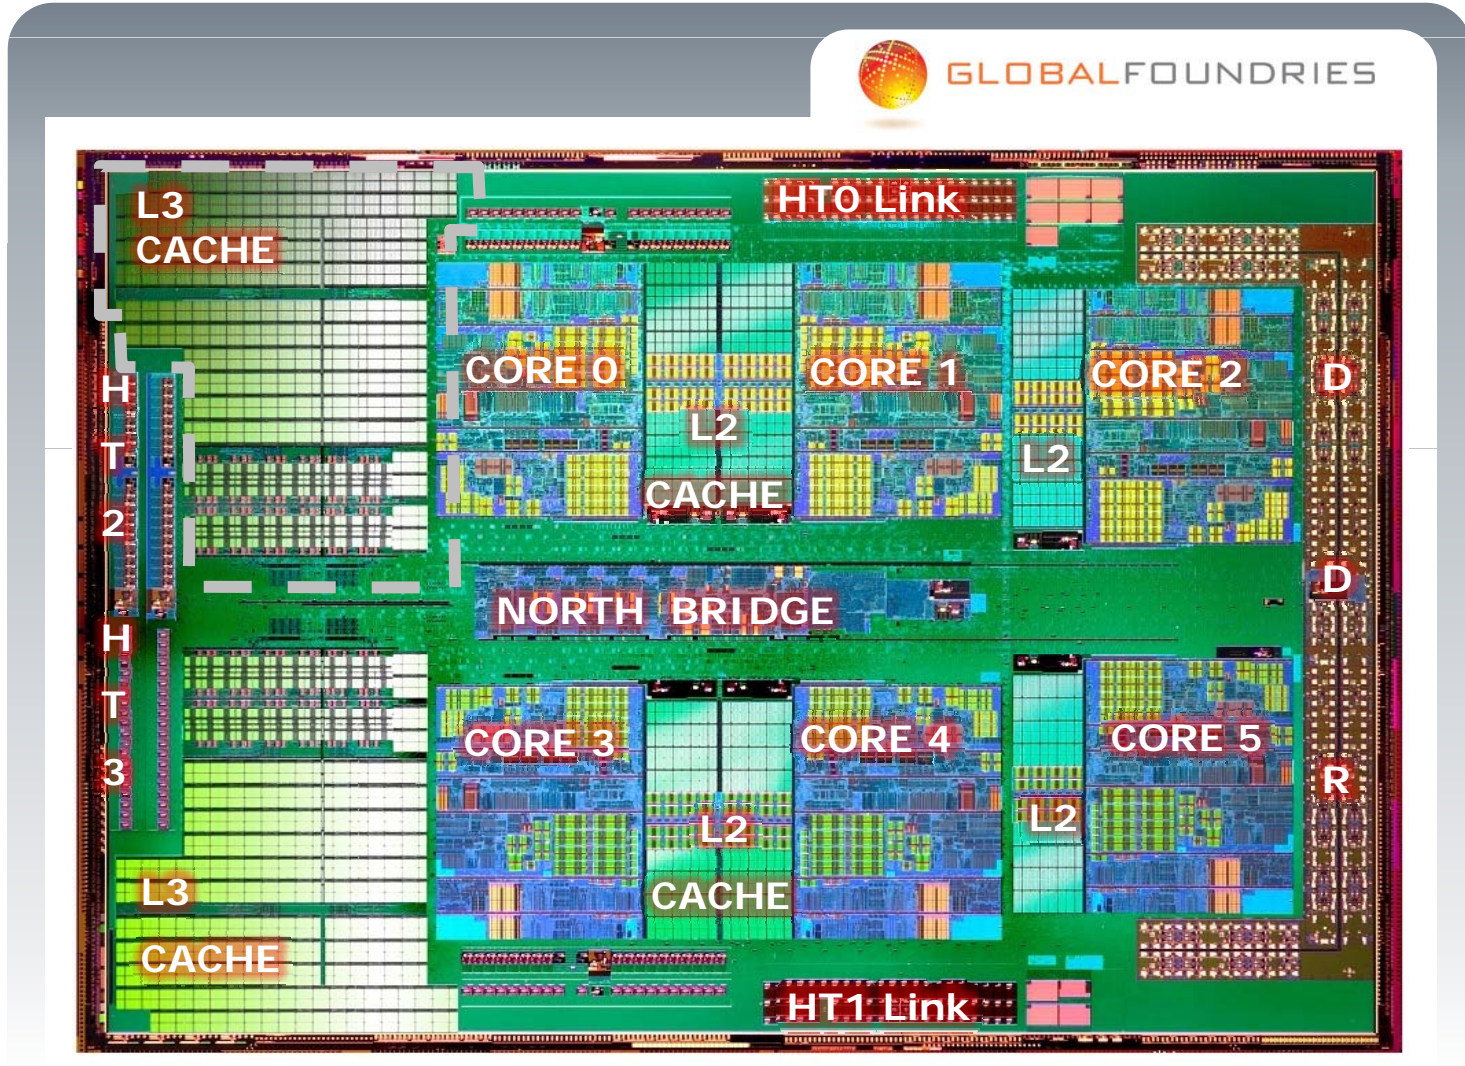 GLOBALFOUNDRIES
L3
CACHE
HT0 Link
CORE 0
CORE 1
CORE 2
L2
CACHE
L2
H
T
2
D
D
R
NORTH BRIDGE
H
T
3
CORE 3
CORE 4
CORE 5
L2
CACHE
L2
L3
CACHE
HT1 Link